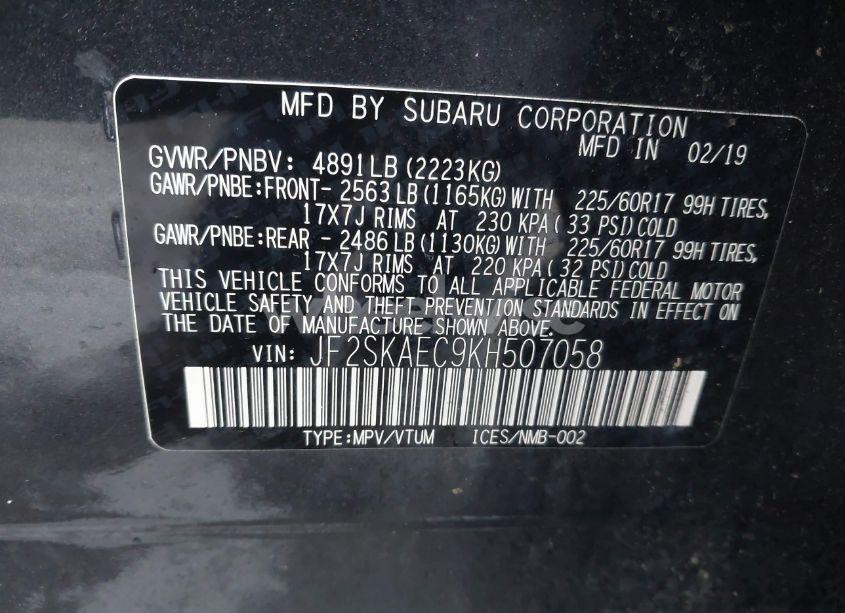 MFD BY SUBARU CORPORATION
MFD IN 02/19
GVWR/PNBV: 4891LB(2223KG)
GAWR/PNBE:FRONT- 2563LB(1165KG)WITH 225/60R17 99H TIRES,
17X7J RIMS AT 230 KPA( 33 PSI)COLD
GAWR/PNBE:REAR - 2486LB(1130KG)WITH 225/60R17 99H TIRES,
17X7J RIMS AT 220 KPA( 32 PSI)COLD
THIS VEHICLE CONFORMS TO ALL APPLICABLE FEDERAL MOTOR
VEHICLE SAFETY AND THEFT PREVENTION STANDARDS IN EFFECT ON
THE DATE OF MANUFACTURE SHOWN ABOVE.
VIN: JF2SKAEC9KH507058
TYPE:MPV/VTUM ICES/NMB-002